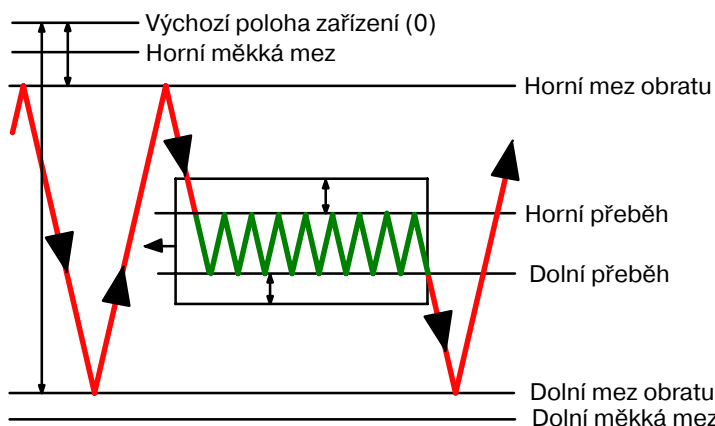 Výchozí poloha zařízení (0)
Horní měkká mez
Horní mez obratu
Horní přeběh
Dolní přeběh
Dolní mez obratu
Dolní měkká mez